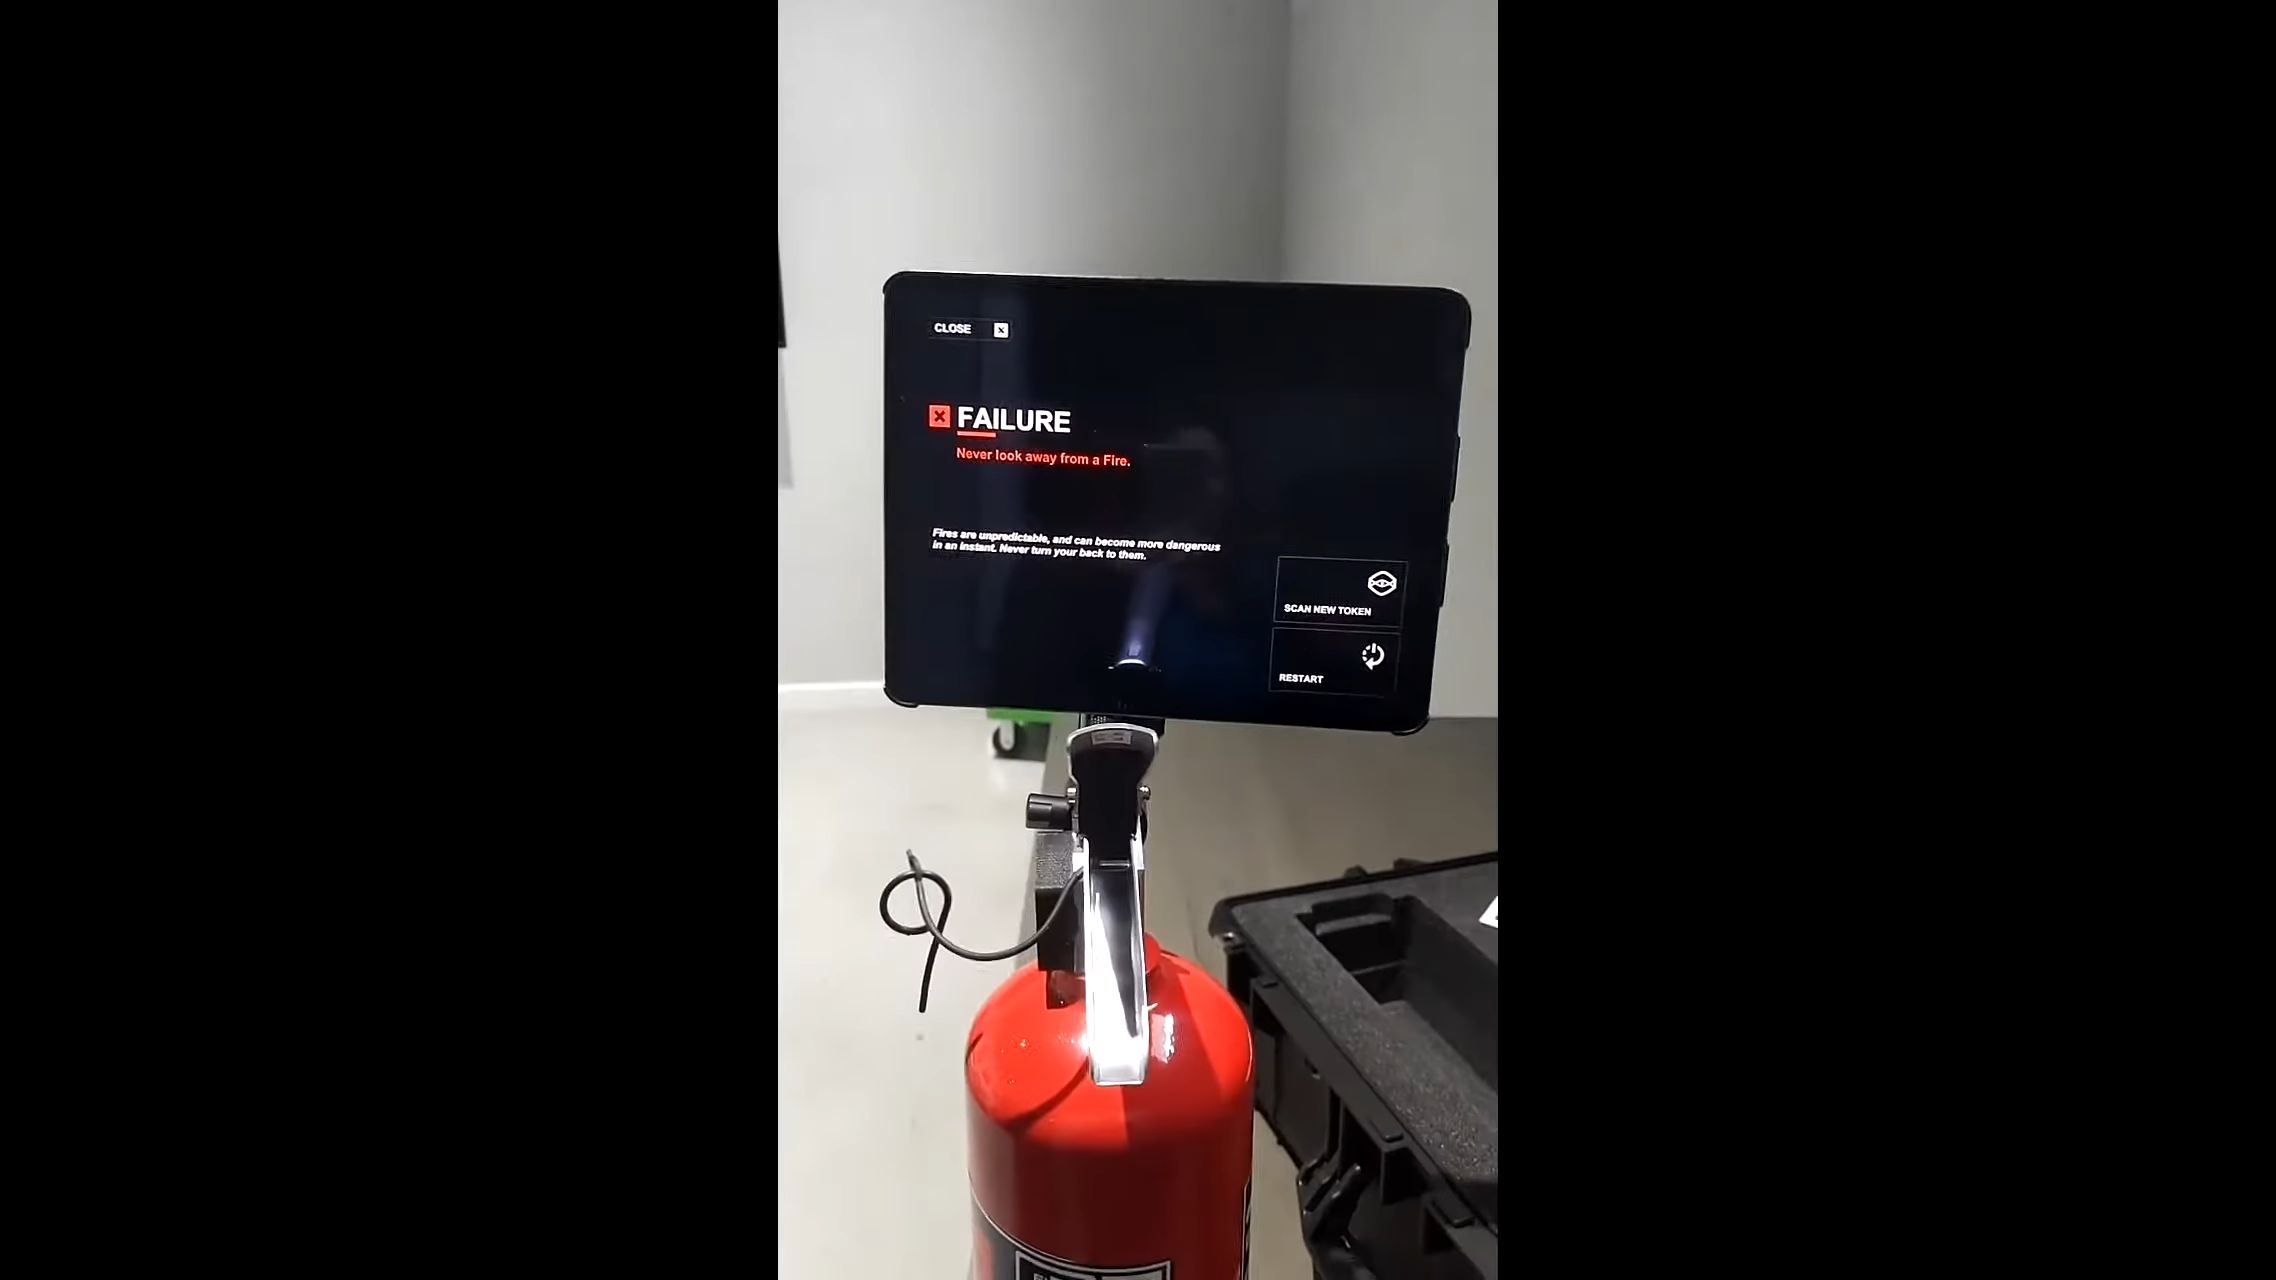 CLOSE
FAILURE
Never look away from a Fire.
Fires are unpredictable, and can become more dangerous
in an instant. Never turn your back to them.
SCAN NEW TOKEN
RESTART